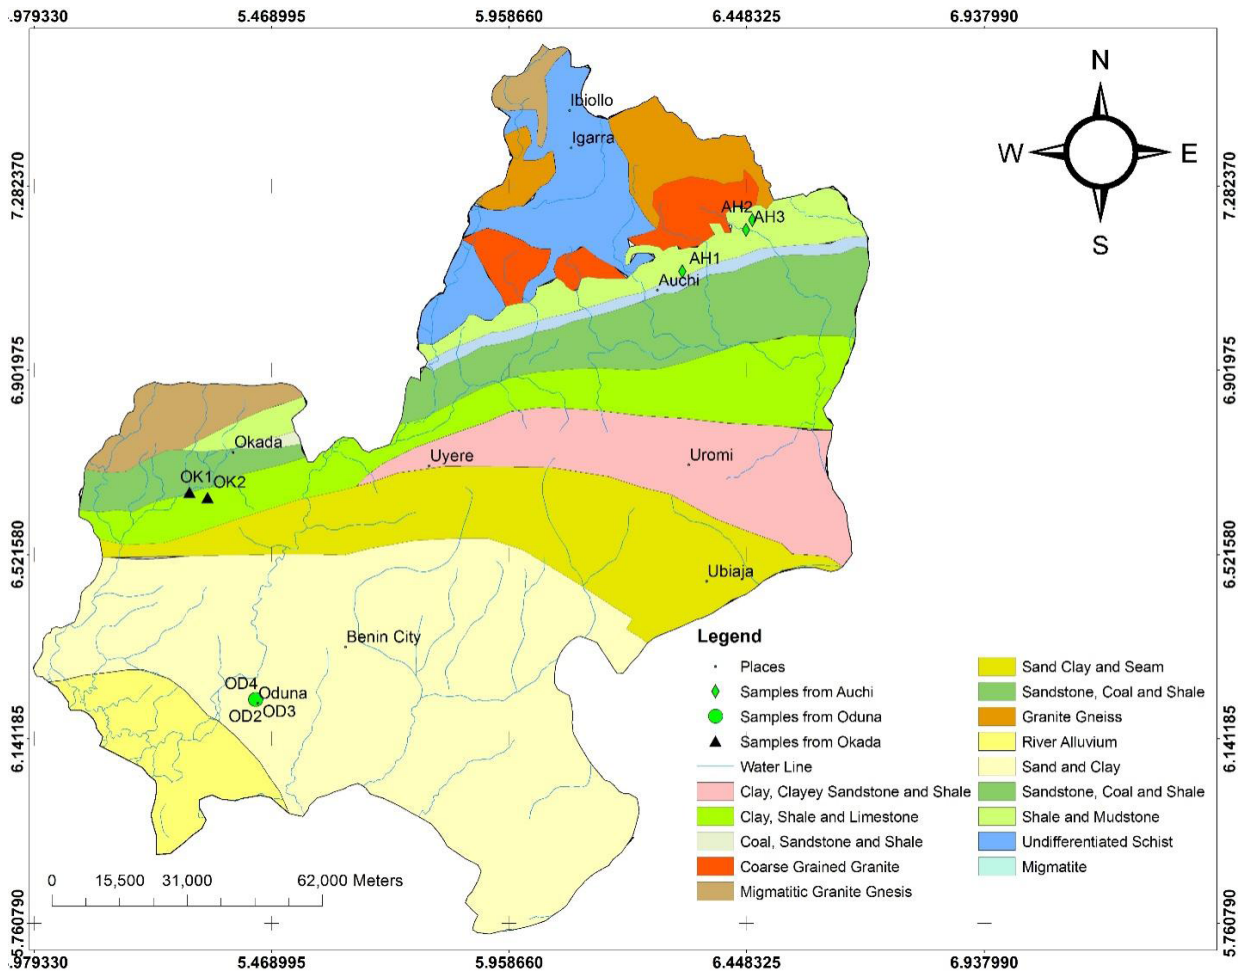 .979330 5.468995 5.958660 6.448325 6.937990
N
W E
S
7.282370 7.282370
6.901975 6.901975
6.521580 6.521580
6.141185 6.141185
5.760790 5.760790
Ibiollo
Igarra
AH2
AH3
AH1
Auchi
Okada
OK1 OK2
Uyere
Uromi
Ubiaja
Benin City
OD4
Oduna
OD2 OD3
Legend
Places
Samples from Auchi
Samples from Oduna
Samples from Okada
Water Line
Clay, Clayey Sandstone and Shale
Clay, Shale and Limestone
Coal, Sandstone and Shale
Coarse Grained Granite
Migmatitic Granite Gnesis
Sand Clay and Seam
Sandstone, Coal and Shale
Granite Gneiss
River Alluvium
Sand and Clay
Sandstone, Coal and Shale
Shale and Mudstone
Undifferentiated Schist
Migmatite
0 15,500 31,000 62,000 Meters
.979330 5.468995 5.958660 6.448325 6.937990